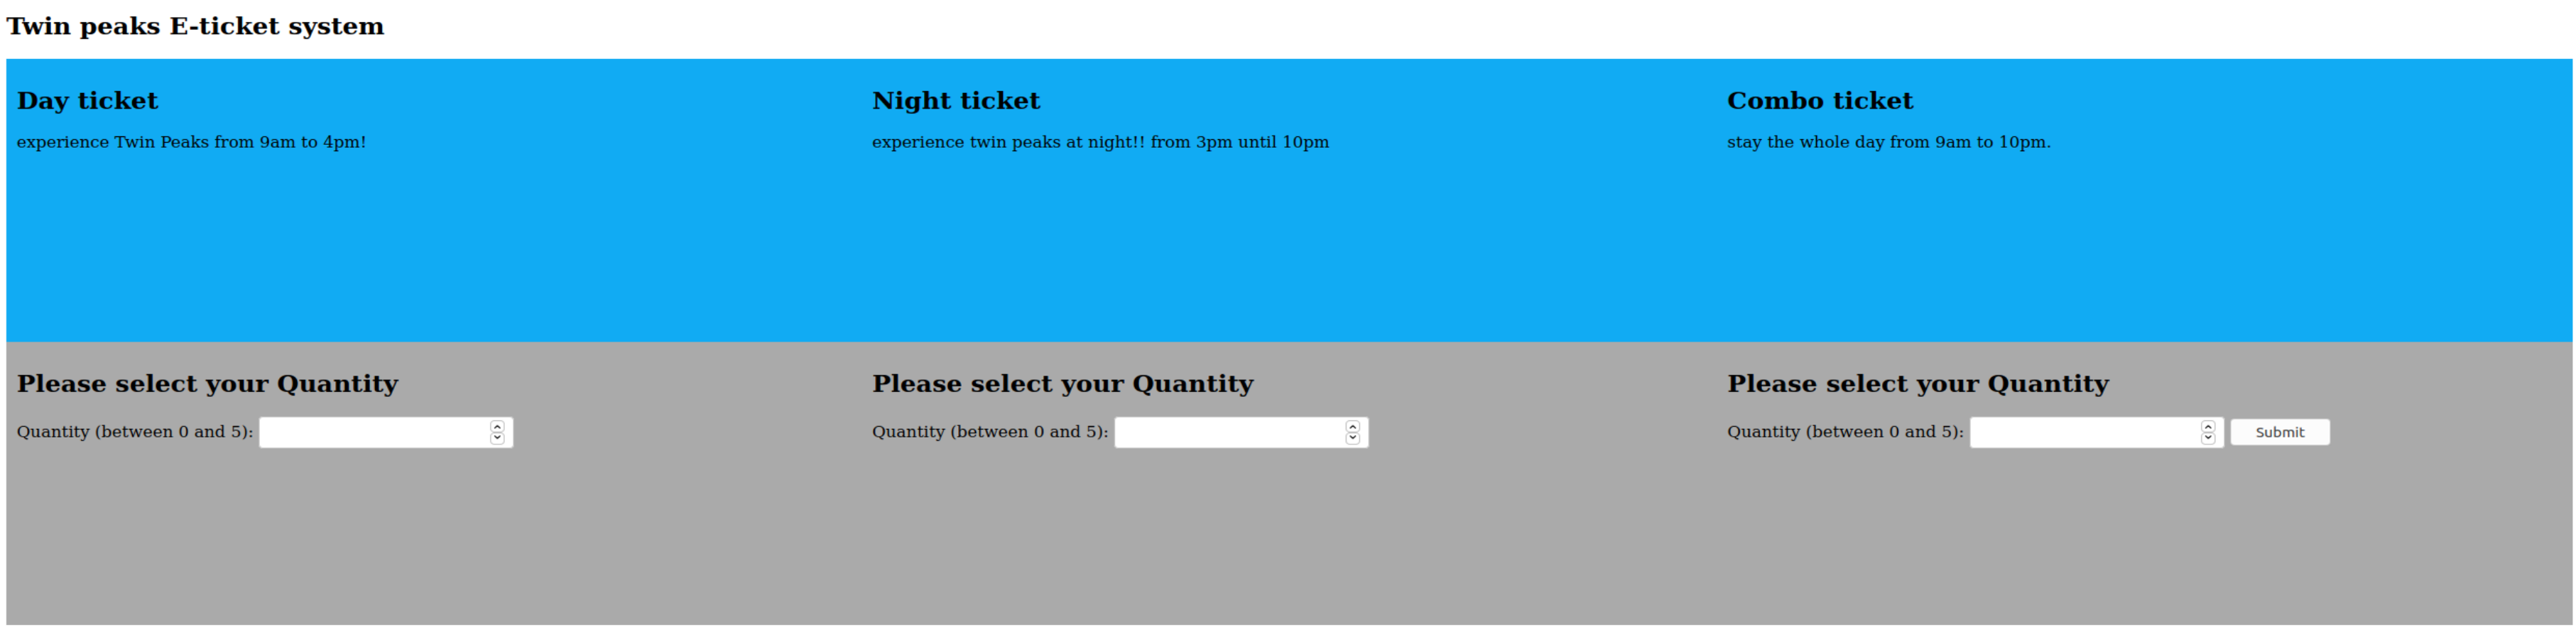 Twin peaks E-ticket system
Day ticket
experience Twin Peaks from 9am to 4pm!
Night ticket
experience twin peaks at night!! from 3pm until 10pm
Combo ticket
stay the whole day from 9am to 10pm.
Please select your Quantity
Quantity (between 0 and 5):
Please select your Quantity
Quantity (between 0 and 5):
Please select your Quantity
Quantity (between 0 and 5): Submit